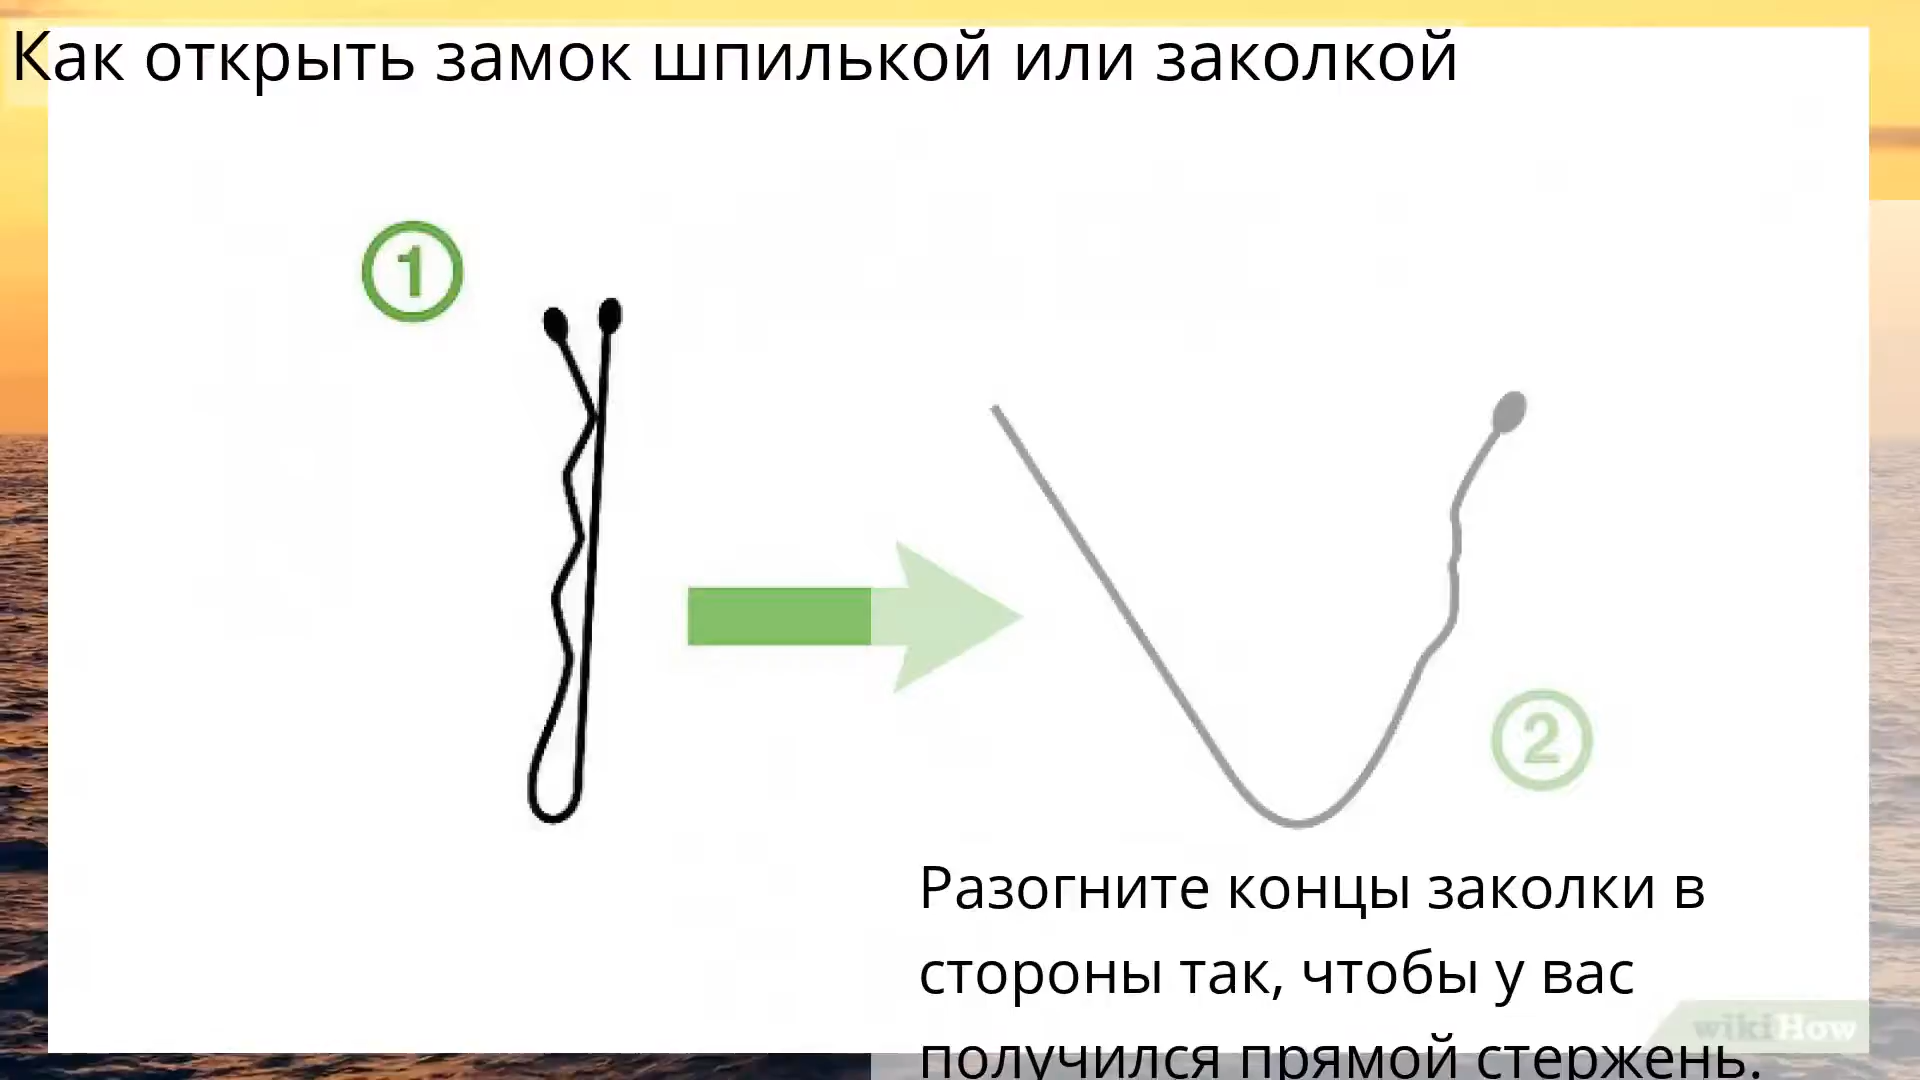 Как открыть замок шпилькой или заколкой
1
2
Разогните концы заколки в
стороны так, чтобы у вас
получился прямой стержень.
wikiHow